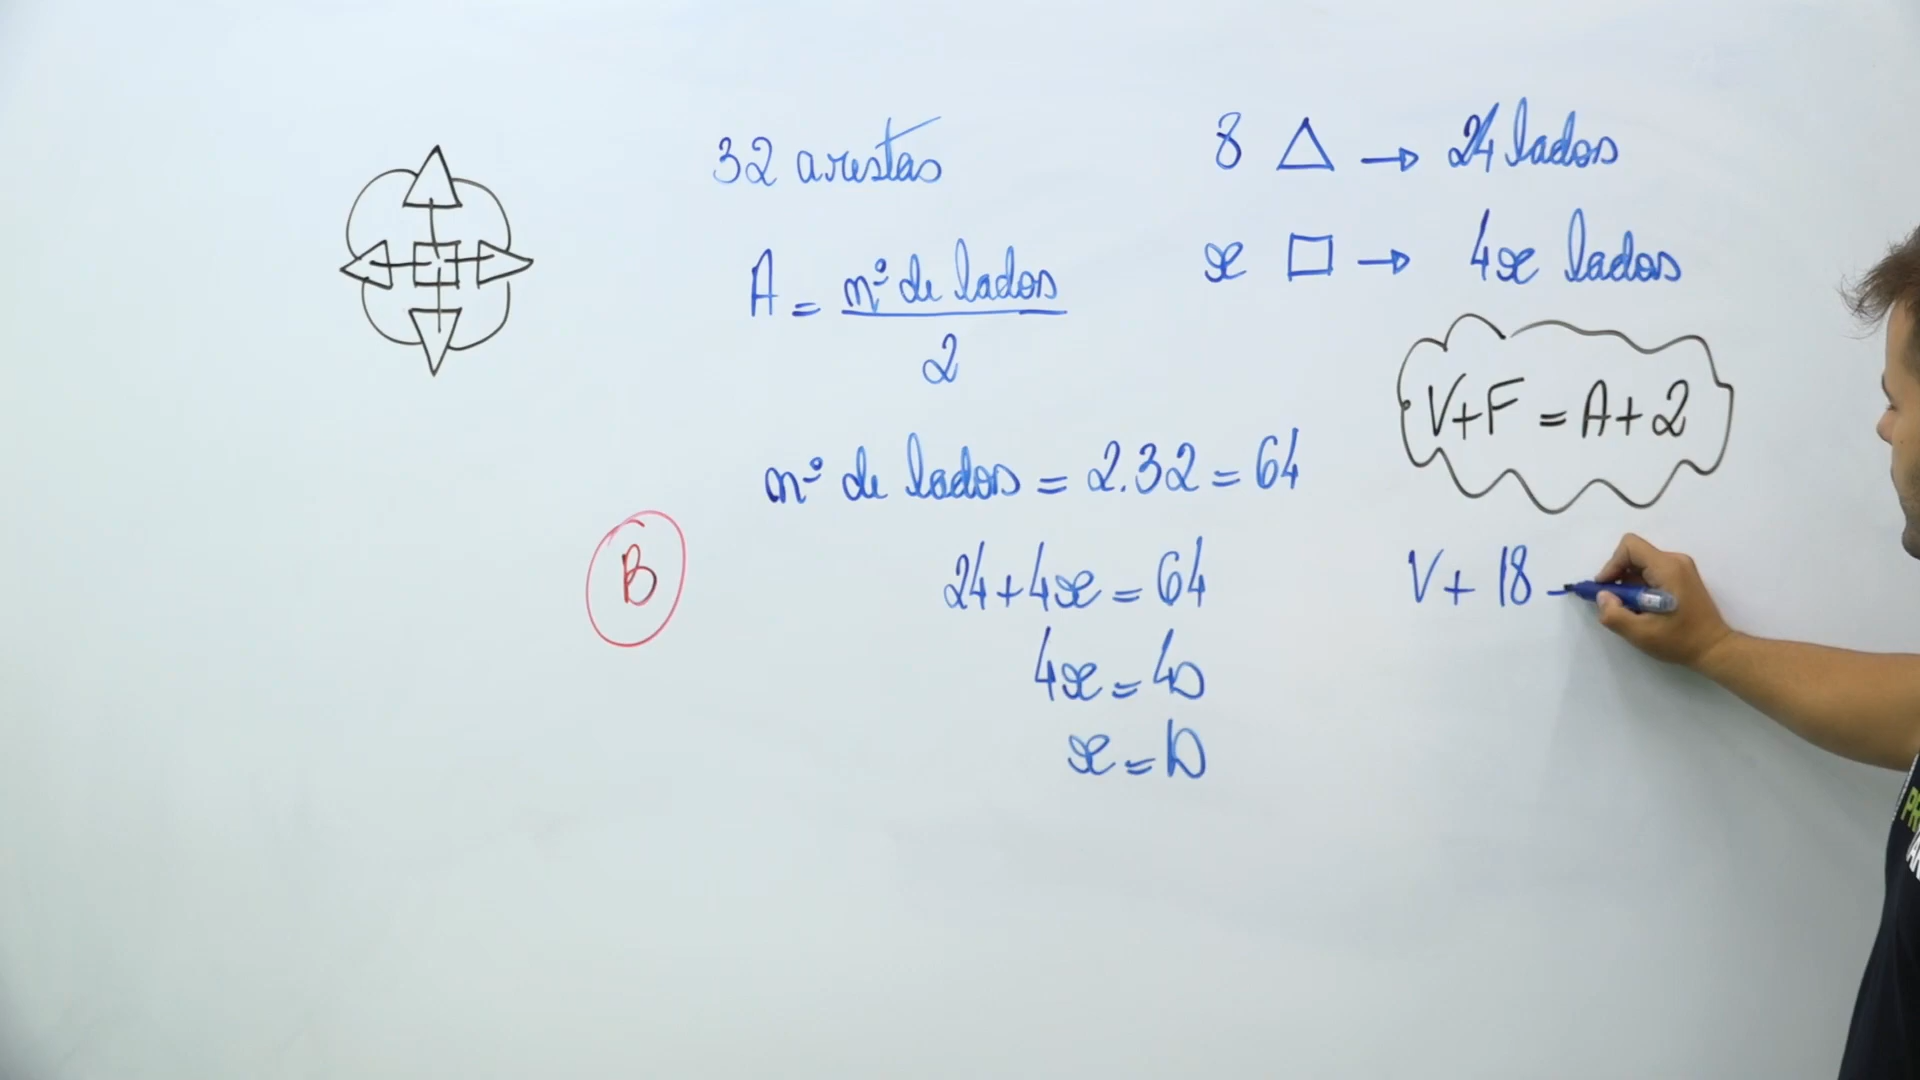 32 arestas
A = nº de lados / 2
nº de lados = 2.32 = 64
B
24+4x = 64
4x = 40
x = 10
8 △ → 24 lados
x □ → 4x lados
V+F = A+2
V + 18 -